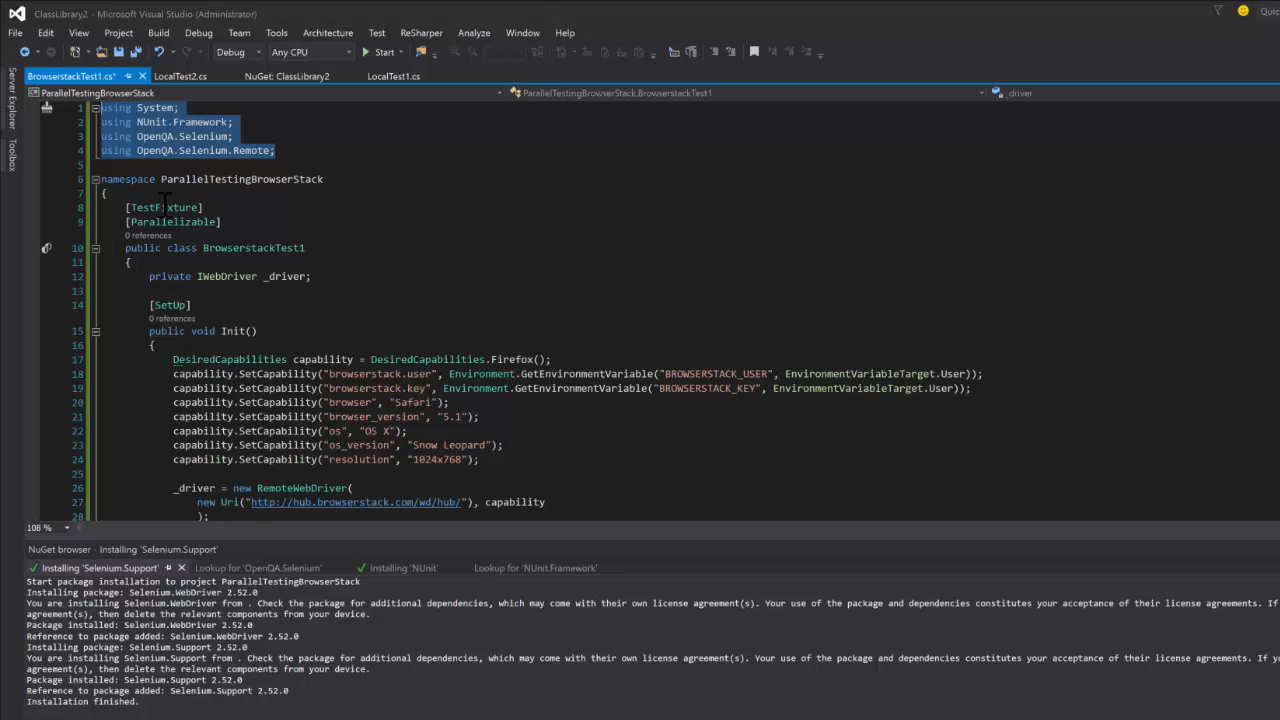 ClassLibrary2 - Microsoft Visual Studio (Administrator)
File Edit View Project Build Debug Team Tools Architecture Test ReSharper Analyze Window Help
Debug Any CPU Start
Server Explorer
Toolbox
BrowserstackTest1.cs* LocalTest2.cs NuGet: ClassLibrary2 LocalTest1.cs
ParallelTestingBrowserStack ParallelTestingBrowserStack.BrowserstackTest1 _driver
1 using System;
2 using NUnit.Framework;
3 using OpenQA.Selenium;
4 using OpenQA.Selenium.Remote;
5
6 namespace ParallelTestingBrowserStack
7 {
8 [TestFixture]
9 [Parallelizable]
0 references
10 public class BrowserstackTest1
11 {
12 private IWebDriver _driver;
13
14 [SetUp]
0 references
15 public void Init()
16 {
17 DesiredCapabilities capability = DesiredCapabilities.Firefox();
18 capability.SetCapability("browserstack.user", Environment.GetEnvironmentVariable("BROWSERSTACK_USER", EnvironmentVariableTarget.User));
19 capability.SetCapability("browserstack.key", Environment.GetEnvironmentVariable("BROWSERSTACK_KEY", EnvironmentVariableTarget.User));
20 capability.SetCapability("browser", "Safari");
21 capability.SetCapability("browser_version", "5.1");
22 capability.SetCapability("os", "OS X");
23 capability.SetCapability("os_version", "Snow Leopard");
24 capability.SetCapability("resolution", "1024x768");
25
26 _driver = new RemoteWebDriver(
27 new Uri("http://hub.browserstack.com/wd/hub/"), capability
28 );
108 %
NuGet browser - Installing 'Selenium.Support'
Installing 'Selenium.Support' Lookup for 'OpenQA.Selenium' Installing 'NUnit' Lookup for 'NUnit.Framework'
Start package installation to project ParallelTestingBrowserStack
Installing package: Selenium.WebDriver 2.52.0
You are installing Selenium.WebDriver from . Check the package for additional dependencies, which may come with their own license agreement(s). Your use of the package and dependencies constitutes your acceptance of their license agreements. If
agreement(s), then delete the relevant components from your device.
Package installed: Selenium.WebDriver 2.52.0
Reference to package added: Selenium.WebDriver 2.52.0
Installing package: Selenium.Support 2.52.0
You are installing Selenium.Support from . Check the package for additional dependencies, which may come with their own license agreement(s). Your use of the package and dependencies constitutes your acceptance of their license agreements. If yo
agreement(s), then delete the relevant components from your device.
Package installed: Selenium.Support 2.52.0
Reference to package added: Selenium.Support 2.52.0
Installation finished.